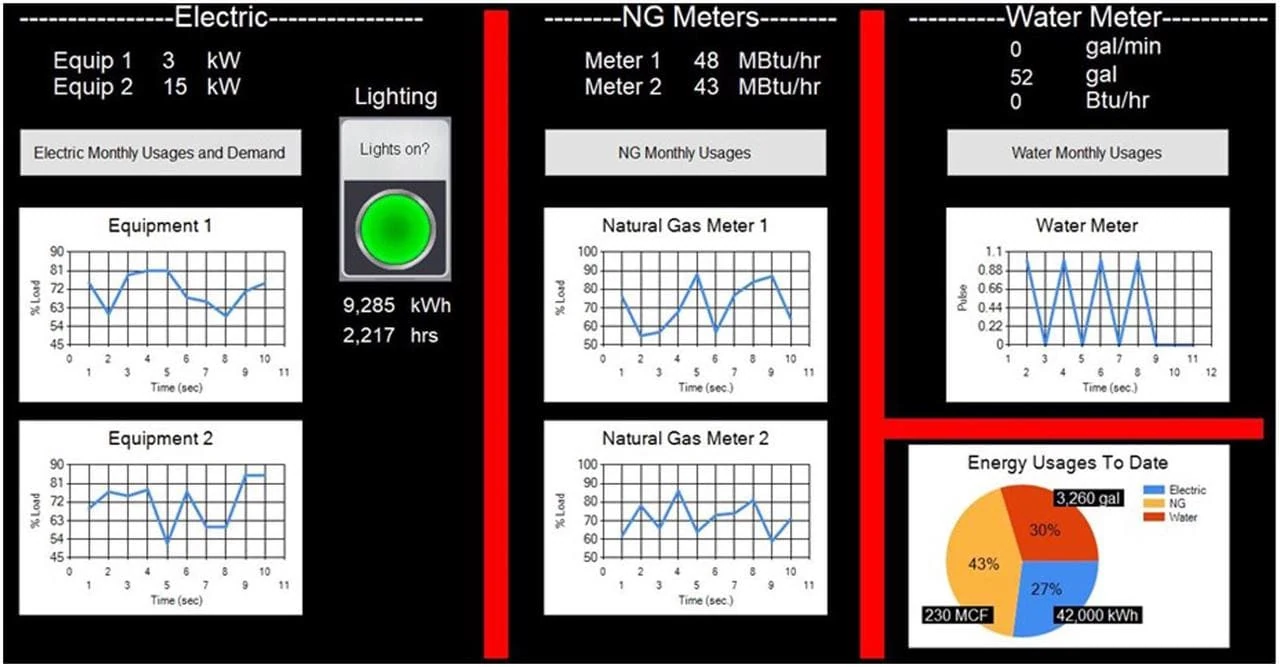 ---------------Electric---------------
Equip 1 3 kW
Equip 2 15 kW
Lighting
Electric Monthly Usages and Demand
Lights on?
9,285 kWh
2,217 hrs
Equipment 1
% Load
90
81
72
63
54
45
0 2 4 6 8 10
1 3 5 7 9 11
Time (sec)
Equipment 2
% Load
90
81
72
63
54
45
0 2 4 6 8 10
1 3 5 7 9 11
Time (sec)
--------NG Meters--------
Meter 1 48 MBtu/hr
Meter 2 43 MBtu/hr
NG Monthly Usages
Natural Gas Meter 1
% Load
100
90
80
70
60
50
0 2 4 6 8 10
1 3 5 7 9 11
Time (sec.)
Natural Gas Meter 2
% Load
100
90
80
70
60
50
0 2 4 6 8 10
1 3 5 7 9 11
Time (sec.)
----------Water Meter-----------
0 gal/min
52 gal
0 Btu/hr
Water Monthly Usages
Water Meter
Pulse
1.1
0.88
0.66
0.44
0.22
0
1 3 5 7 9 11
2 4 6 8 10 12
Time (sec.)
Energy Usages To Date
Electric
NG
Water
3,260 gal
30%
43%
27%
230 MCF
42,000 kWh